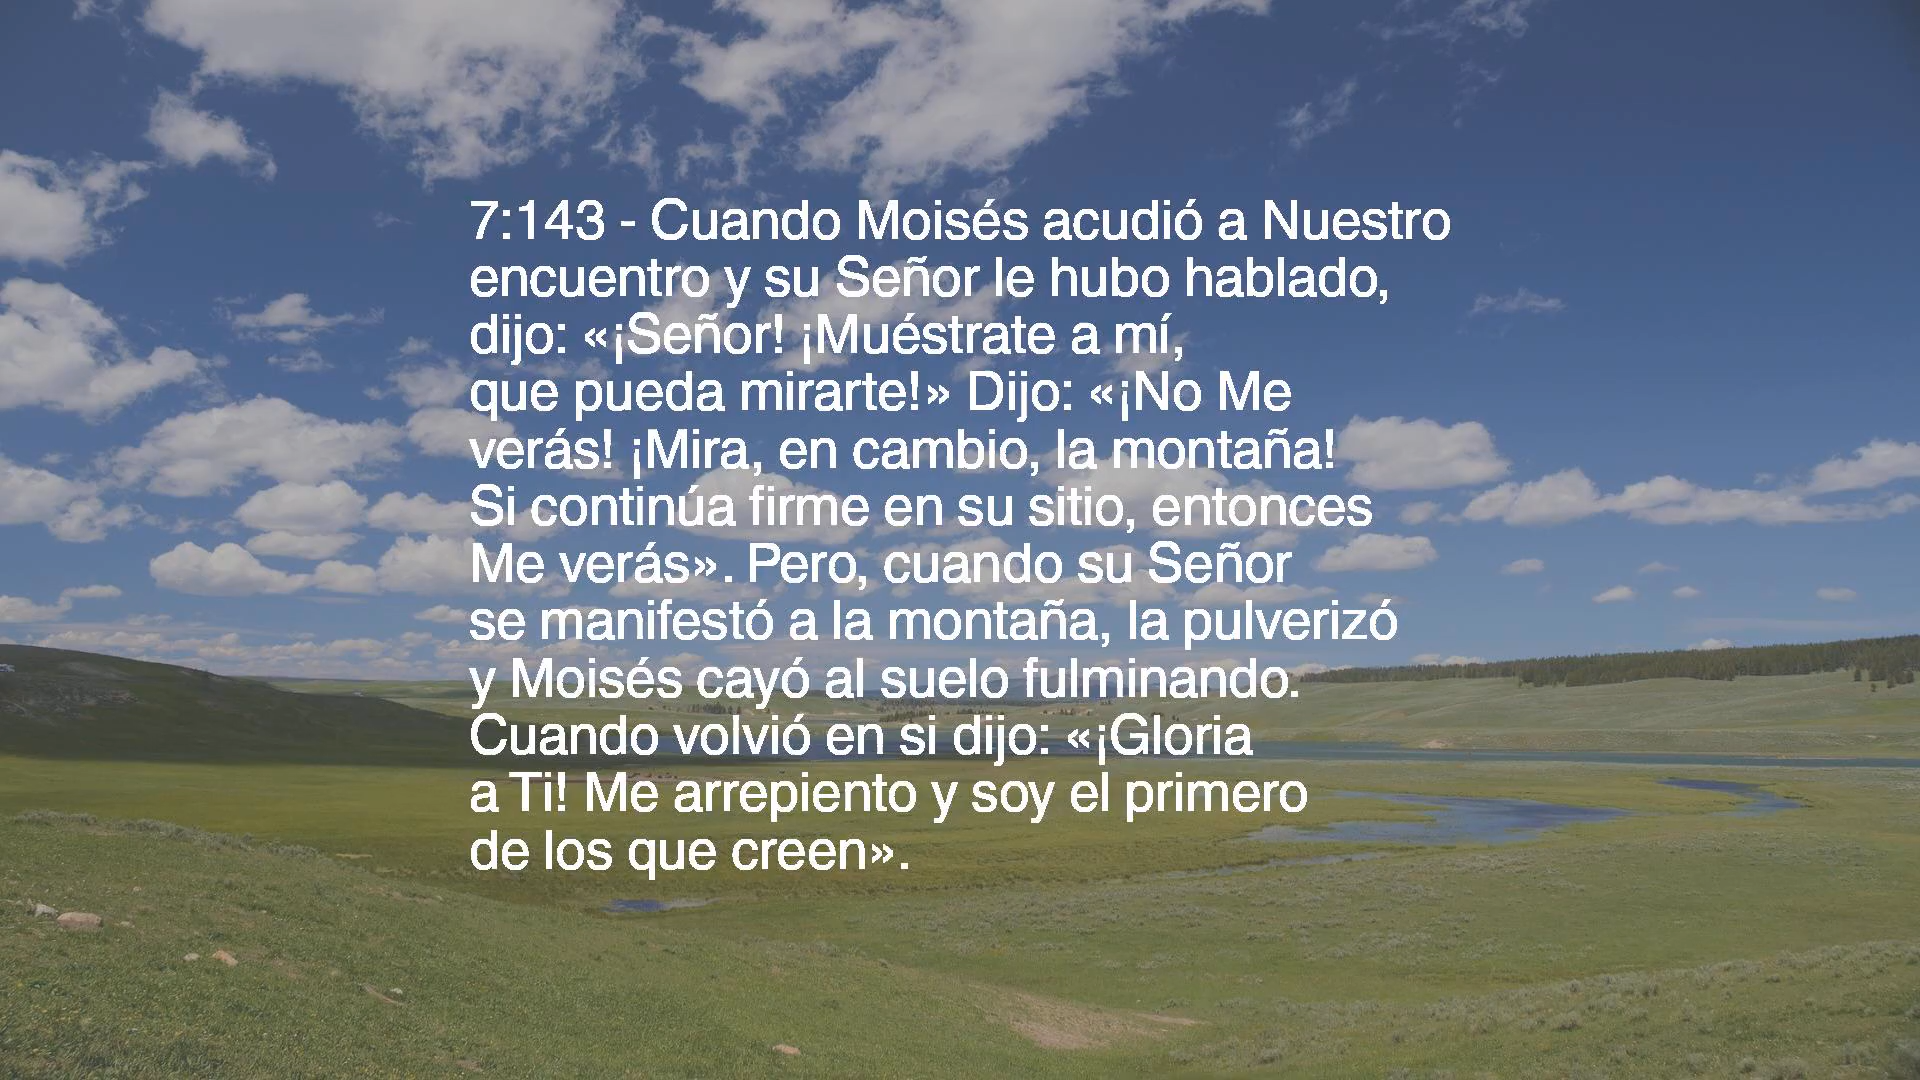 7:143 - Cuando Moisés acudió a Nuestro
encuentro y su Señor le hubo hablado,
dijo: «¡Señor! ¡Muéstrate a mí,
que pueda mirarte!» Dijo: «¡No Me
verás! ¡Mira, en cambio, la montaña!
Si continúa firme en su sitio, entonces
Me verás». Pero, cuando su Señor
se manifestó a la montaña, la pulverizó
y Moisés cayó al suelo fulminando.
Cuando volvió en si dijo: «¡Gloria
a Ti! Me arrepiento y soy el primero
de los que creen».